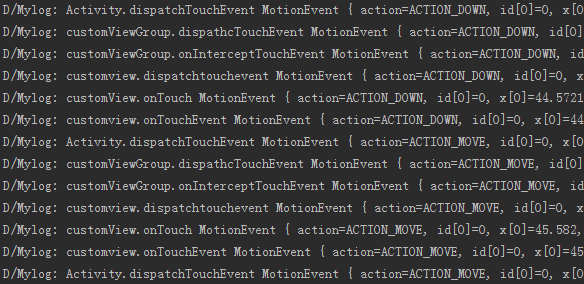 D/Mylog: Activity.dispatchTouchEvent MotionEvent { action=ACTION_DOWN, id[0]=0, x[0
D/Mylog: customViewGroup.dispathcTouchEvent MotionEvent { action=ACTION_DOWN, id[0]
D/Mylog: customViewGroup.onInterceptTouchEvent MotionEvent { action=ACTION_DOWN, id
D/Mylog: customview.dispatchtouchevent MotionEvent { action=ACTION_DOWN, id[0]=0, x
D/Mylog: customview.onTouch MotionEvent { action=ACTION_DOWN, id[0]=0, x[0]=44.5721
D/Mylog: customview.onTouchEvent MotionEvent { action=ACTION_DOWN, id[0]=0, x[0]=44
D/Mylog: Activity.dispatchTouchEvent MotionEvent { action=ACTION_MOVE, id[0]=0, x[0
D/Mylog: customViewGroup.dispathcTouchEvent MotionEvent { action=ACTION_MOVE, id[0]
D/Mylog: customViewGroup.onInterceptTouchEvent MotionEvent { action=ACTION_MOVE, id
D/Mylog: customview.dispatchtouchevent MotionEvent { action=ACTION_MOVE, id[0]=0, x
D/Mylog: customview.onTouch MotionEvent { action=ACTION_MOVE, id[0]=0, x[0]=45.582,
D/Mylog: customview.onTouchEvent MotionEvent { action=ACTION_MOVE, id[0]=0, x[0]=45
D/Mylog: Activity.dispatchTouchEvent MotionEvent { action=ACTION_MOVE, id[0]=0, x[0